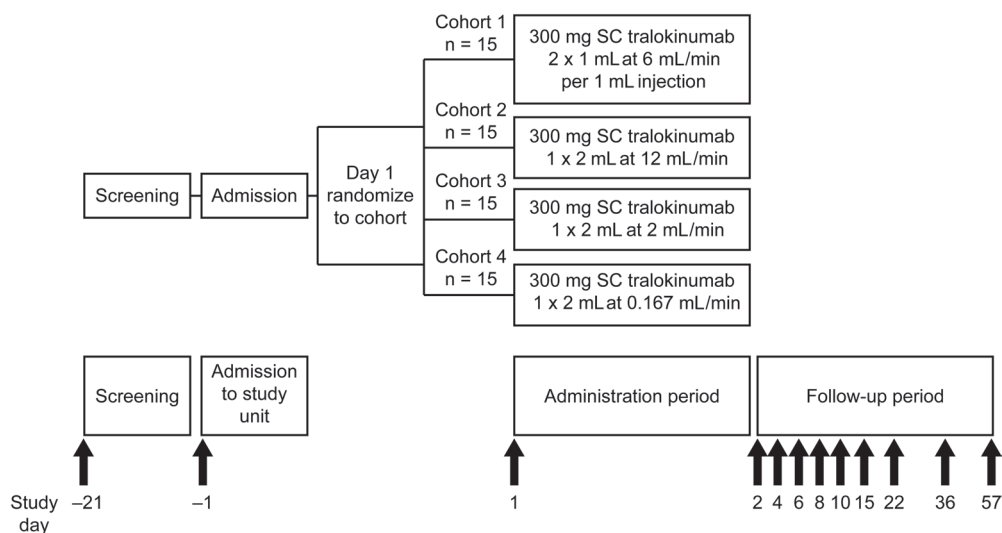 Cohort 1
n = 15
300 mg SC tralokinumab
2 x 1 mL at 6 mL/min
per 1 mL injection
Cohort 2
n = 15
300 mg SC tralokinumab
1 x 2 mL at 12 mL/min
Screening
Admission
Day 1
randomize
to cohort
Cohort 3
n = 15
300 mg SC tralokinumab
1 x 2 mL at 2 mL/min
Cohort 4
n = 15
300 mg SC tralokinumab
1 x 2 mL at 0.167 mL/min
Screening
Admission
to study
unit
Administration period
Follow-up period
Study
day
–21
–1
1
2
4
6
8
10
15
22
36
57